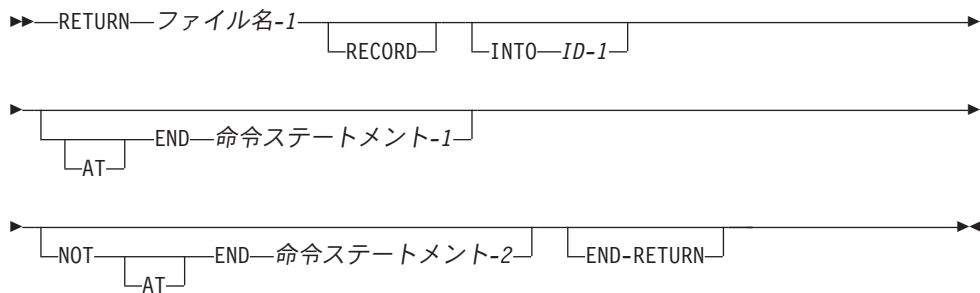 RETURN ファイル名-1 RECORD INTO ID-1
AT END 命令ステートメント-1
NOT AT END 命令ステートメント-2 END-RETURN